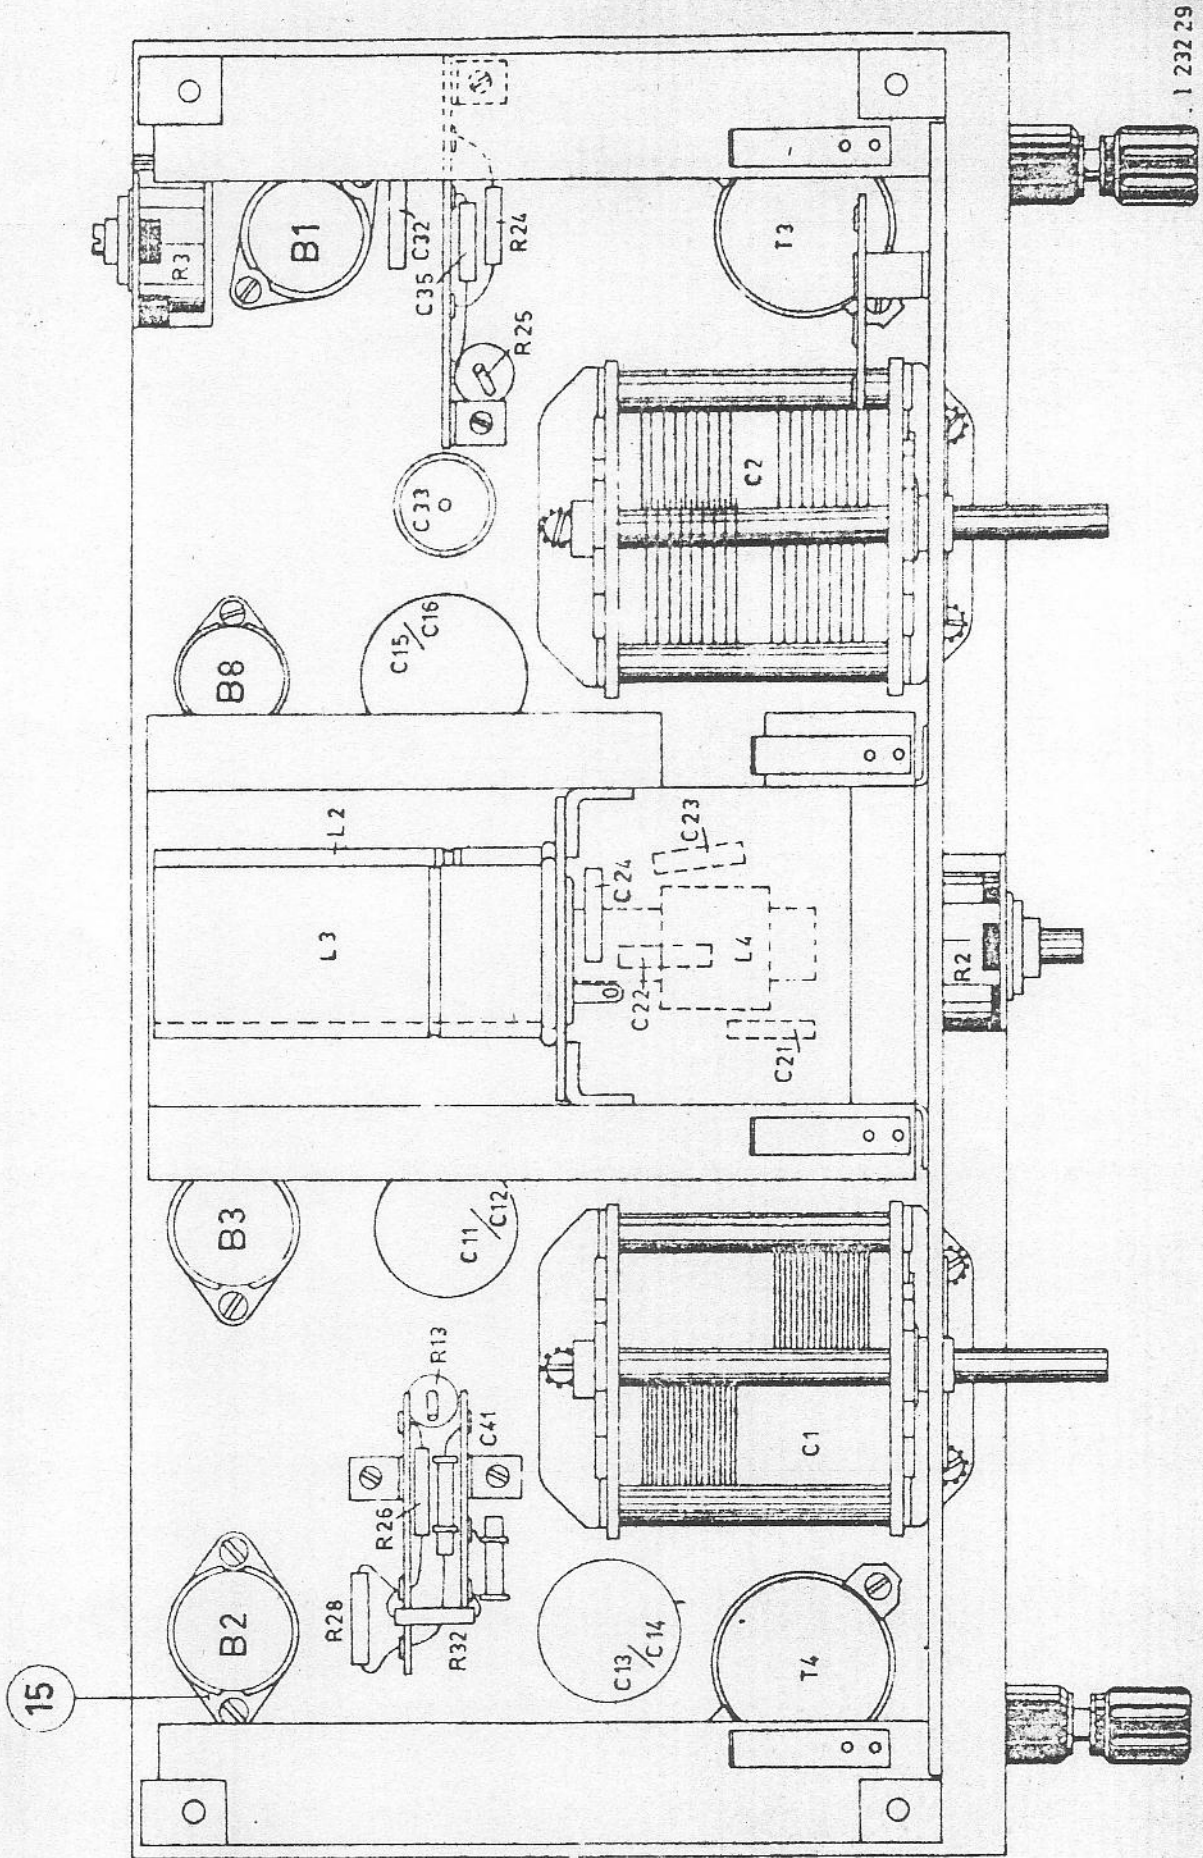 . 1 232 29
R3
B1
C32
C35
R24
R25
T3
C33
C2
B8
C15/C16
L2
L3
C24
C23
C22
L4
C21
R2
B3
C11/C12
R13
C41
R26
C1
B2
R28
R32
C13/C14
T4
15